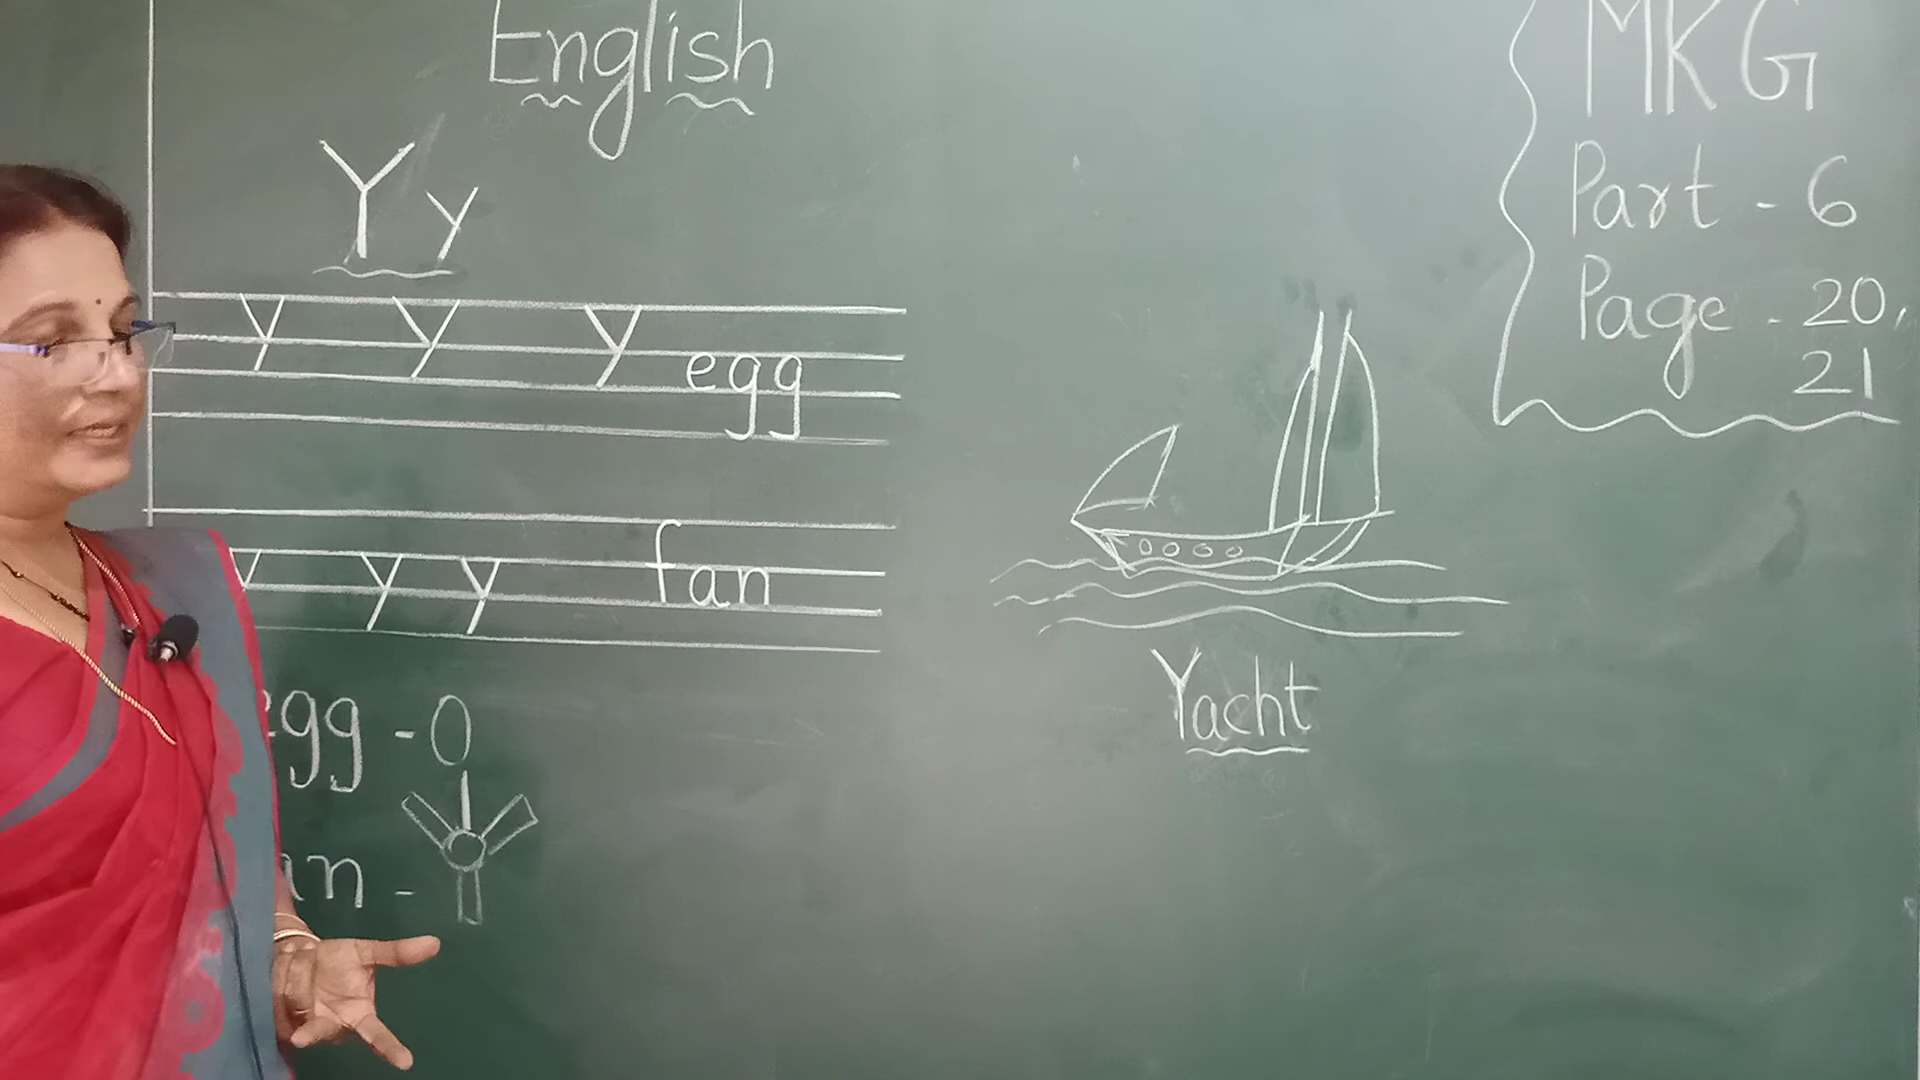 English
Y y
y y y egg
y y y fan
egg - 0
an -
Yacht
MKG
Part - 6
Page - 20,
21